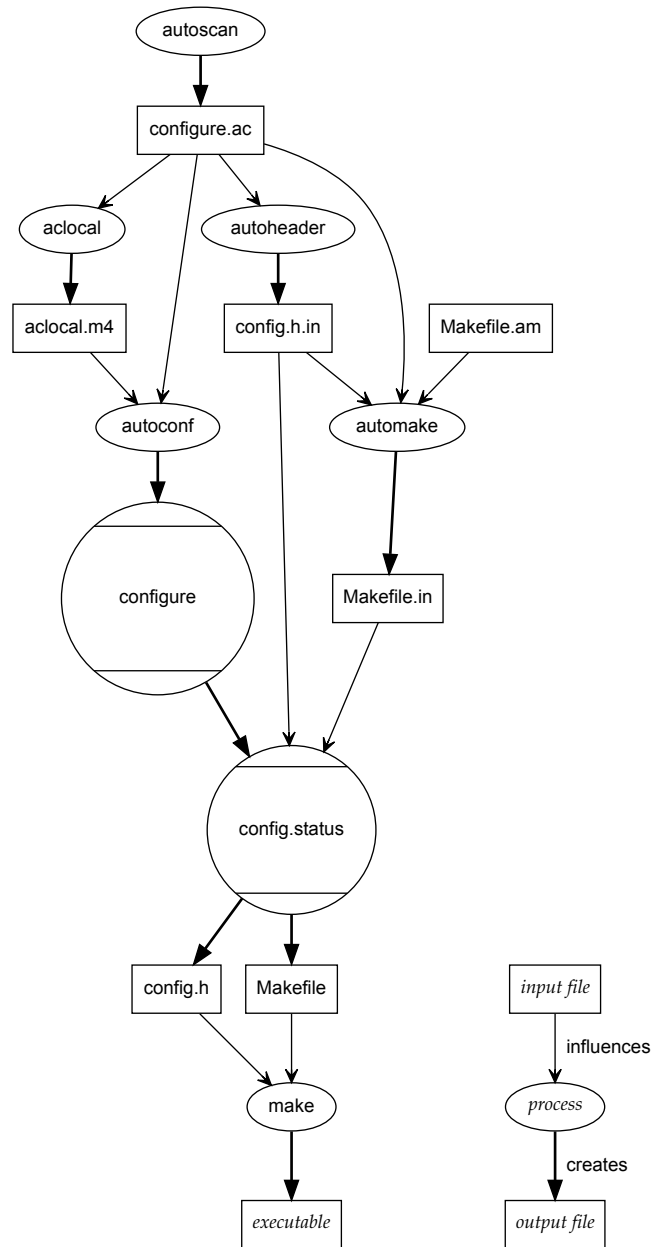 autoscan
configure.ac
aclocal
autoheader
aclocal.m4
config.h.in
Makefile.am
autoconf
automake
configure
Makefile.in
config.status
config.h
Makefile
input file
influences
make
process
creates
executable
output file